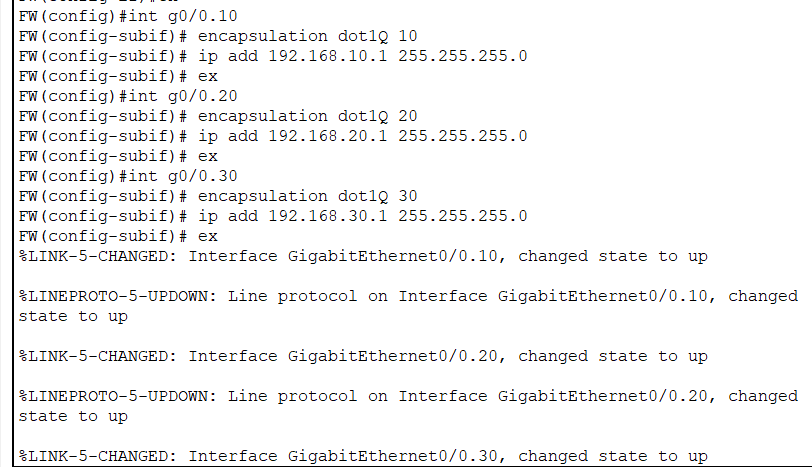 FW(config)#int g0/0.10
FW(config-subif)# encapsulation dot1Q 10
FW(config-subif)# ip add 192.168.10.1 255.255.255.0
FW(config-subif)# ex
FW(config)#int g0/0.20
FW(config-subif)# encapsulation dot1Q 20
FW(config-subif)# ip add 192.168.20.1 255.255.255.0
FW(config-subif)# ex
FW(config)#int g0/0.30
FW(config-subif)# encapsulation dot1Q 30
FW(config-subif)# ip add 192.168.30.1 255.255.255.0
FW(config-subif)# ex
%LINK-5-CHANGED: Interface GigabitEthernet0/0.10, changed state to up
%LINEPROTO-5-UPDOWN: Line protocol on Interface GigabitEthernet0/0.10, changed
state to up
%LINK-5-CHANGED: Interface GigabitEthernet0/0.20, changed state to up
%LINEPROTO-5-UPDOWN: Line protocol on Interface GigabitEthernet0/0.20, changed
state to up
%LINK-5-CHANGED: Interface GigabitEthernet0/0.30, changed state to up